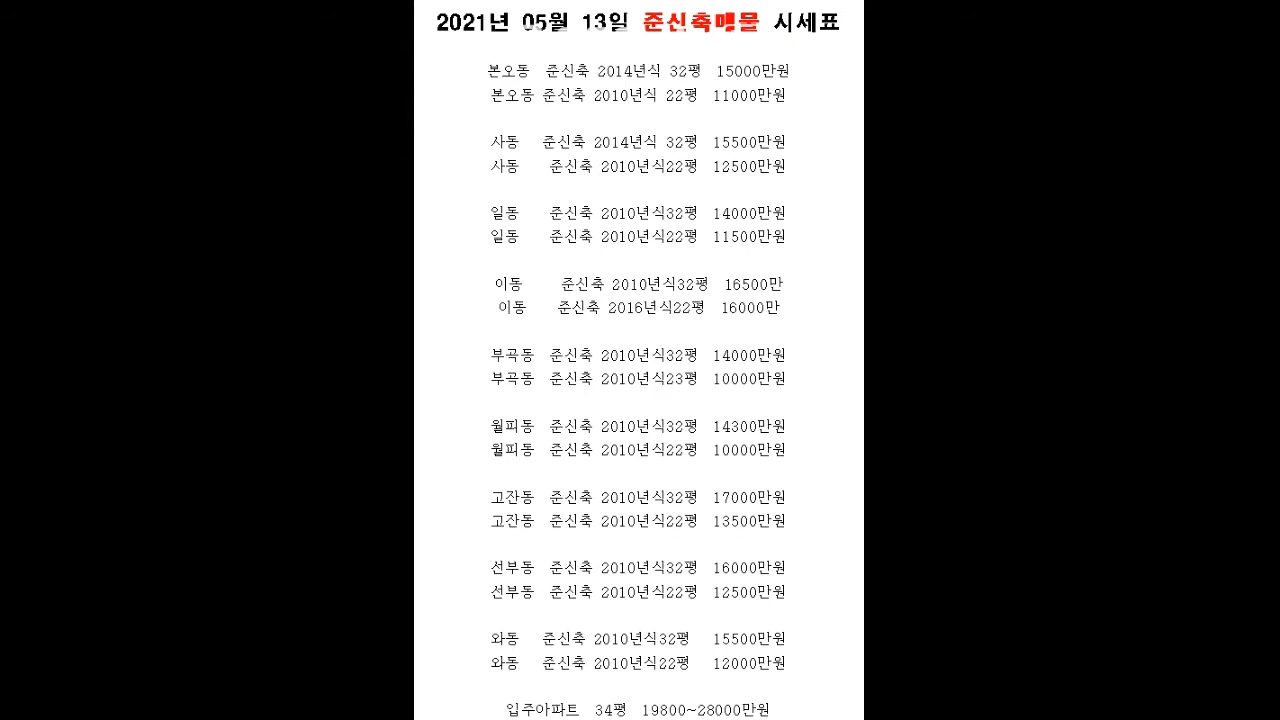 2021년 05월 13일 준신축매물 시세표
본오동 준신축 2014년식 32평 15000만원
본오동 준신축 2010년식 22평 11000만원
사동 준신축 2014년식 32평 15500만원
사동 준신축 2010년식22평 12500만원
일동 준신축 2010년식32평 14000만원
일동 준신축 2010년식22평 11500만원
이동 준신축 2010년식32평 16500만
이동 준신축 2016년식22평 16000만
부곡동 준신축 2010년식32평 14000만원
부곡동 준신축 2010년식23평 10000만원
월피동 준신축 2010년식32평 14300만원
월피동 준신축 2010년식22평 10000만원
고잔동 준신축 2010년식32평 17000만원
고잔동 준신축 2010년식22평 13500만원
선부동 준신축 2010년식32평 16000만원
선부동 준신축 2010년식22평 12500만원
와동 준신축 2010년식32평 15500만원
와동 준신축 2010년식22평 12000만원
입주아파트 34평 19800~28000만원